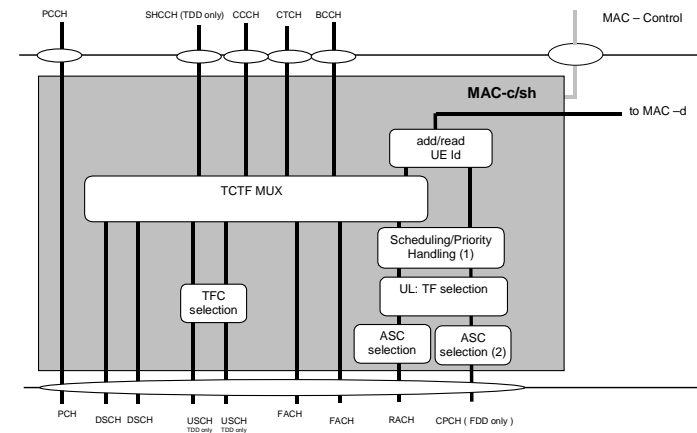 PCCH
SHCCH (TDD only)
CCCH
CTCH
BCCH
MAC – Control
MAC-c/sh
to MAC –d
add/read
UE Id
TCTF MUX
Scheduling/Priority
Handling (1)
UL: TF selection
TFC
selection
ASC
selection
ASC
selection (2)
PCH
DSCH
DSCH
USCH
TDD only
USCH
TDD only
FACH
FACH
RACH
CPCH ( FDD only )